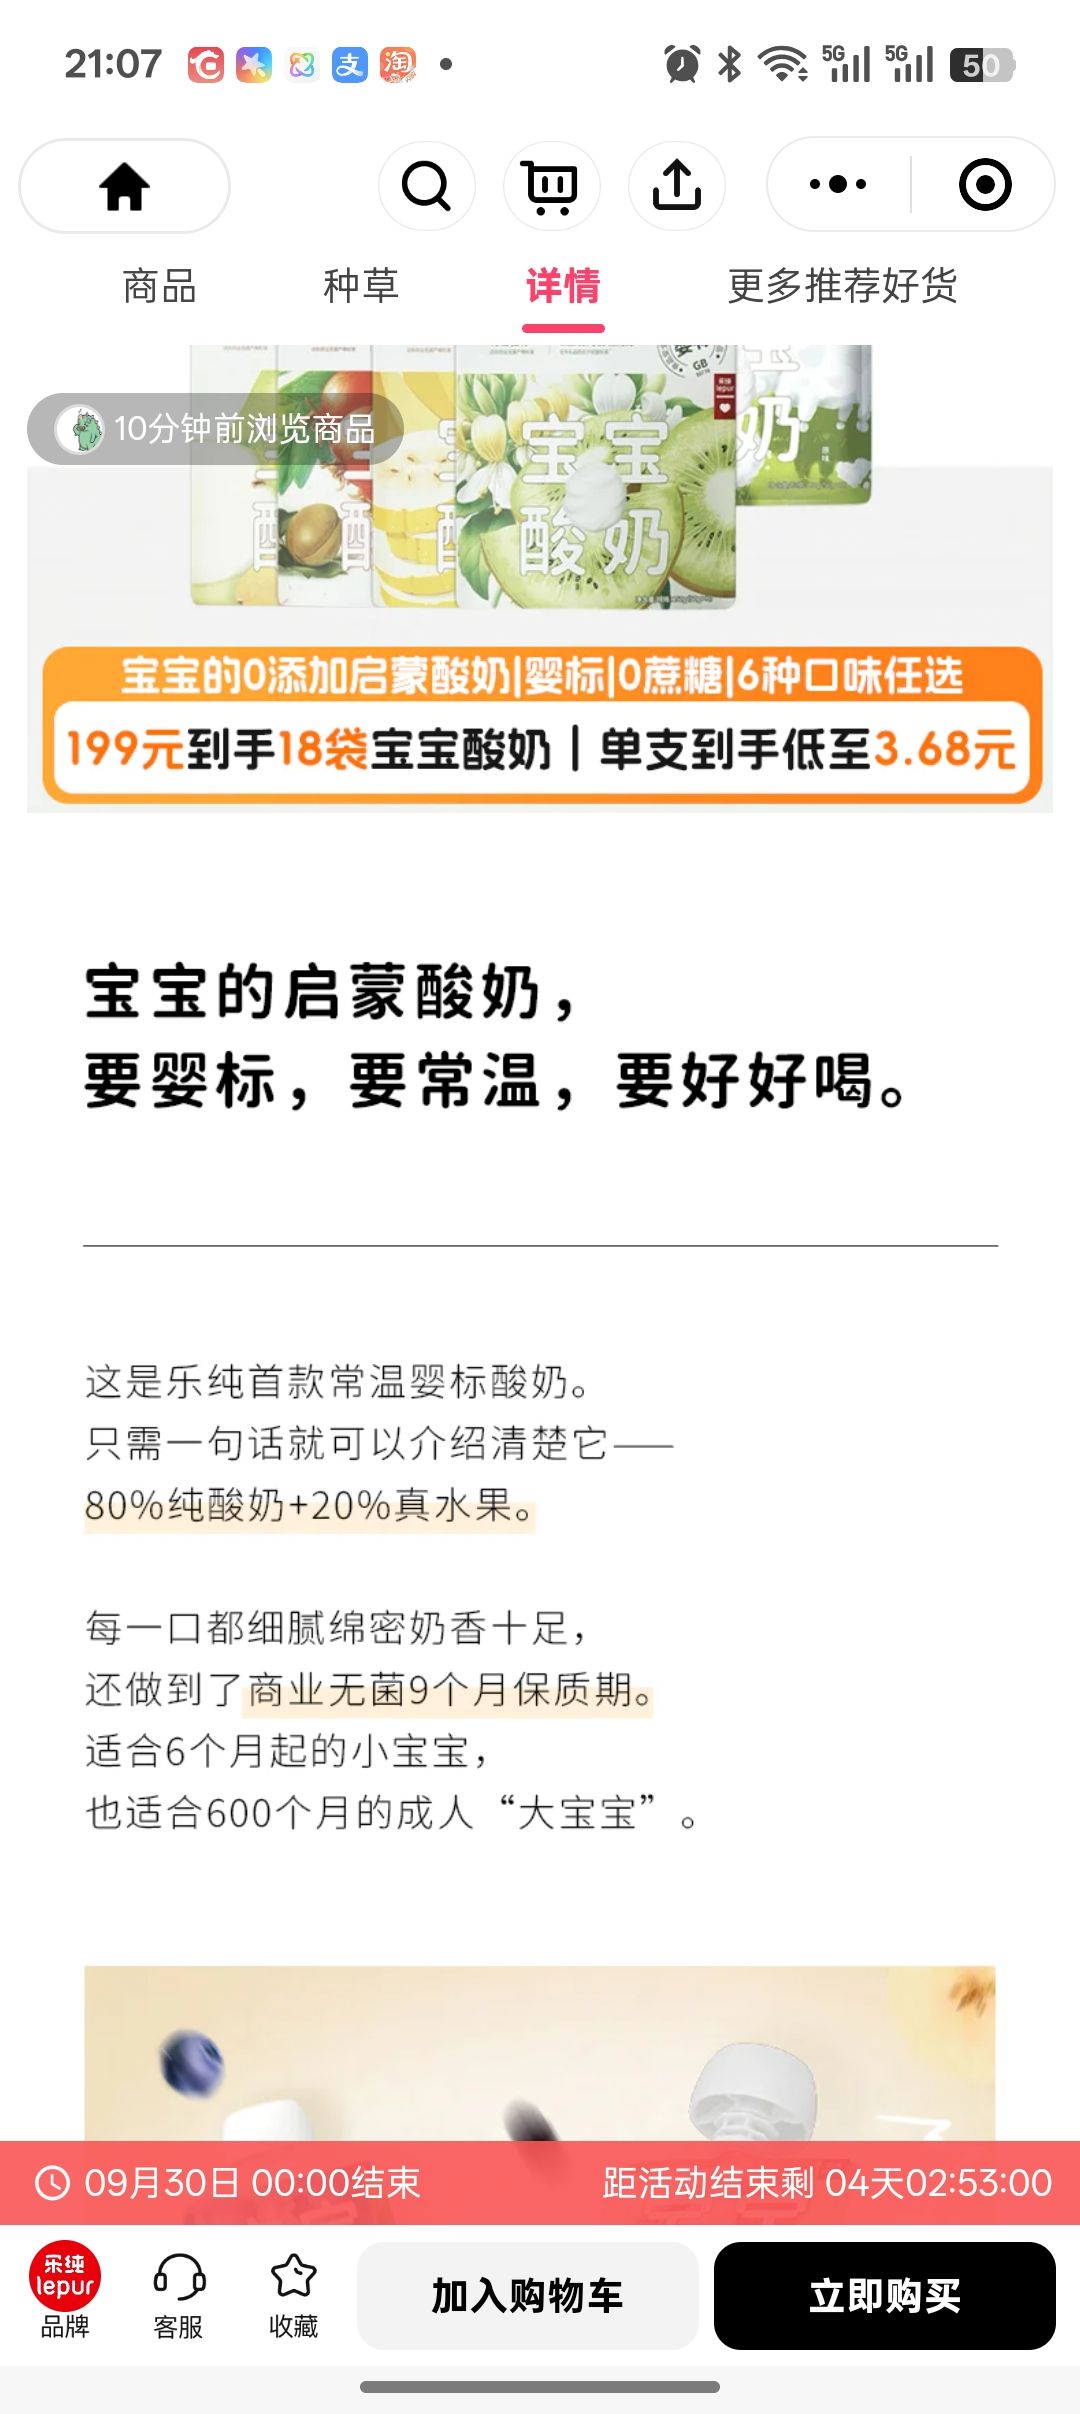 21:07
5G 5G 50
商品 种草 详情 更多推荐好货
GB
乐纯
lepur
宝宝
酸奶
奶
10分钟前浏览商品
宝宝的0添加启蒙酸奶|婴标|0蔗糖|6种口味任选
199元到手18袋宝宝酸奶｜单支到手低至3.68元
宝宝的启蒙酸奶，
要婴标，要常温，要好好喝。
这是乐纯首款常温婴标酸奶。
只需一句话就可以介绍清楚它——
80%纯酸奶+20%真水果。
每一口都细腻绵密奶香十足，
还做到了商业无菌9个月保质期。
适合6个月起的小宝宝，
也适合600个月的成人“大宝宝”。
09月30日 00:00结束 距活动结束剩 04天02:53:00
乐纯
lepur
品牌 客服 收藏 加入购物车 立即购买